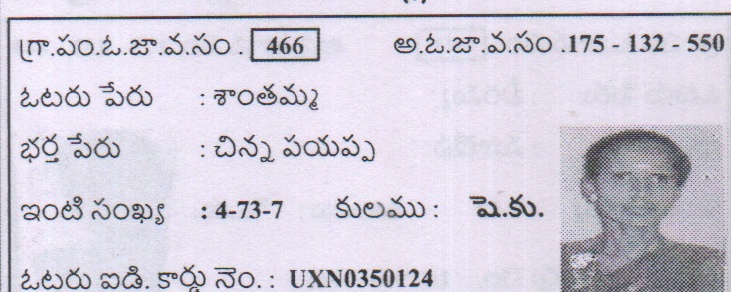 గ్రా.పం.ఓ.జా.వ.సం. 466 అ.ఓ.జా.వ.సం.175 - 132 - 550
ఓటరు పేరు : శాంతమ్మ
భర్త పేరు : చిన్న పయప్ప
ఇంటి సంఖ్య : 4-73-7 కులము : షె.కు.
ఓటరు ఐడి. కార్డు నెం. : UXN0350124